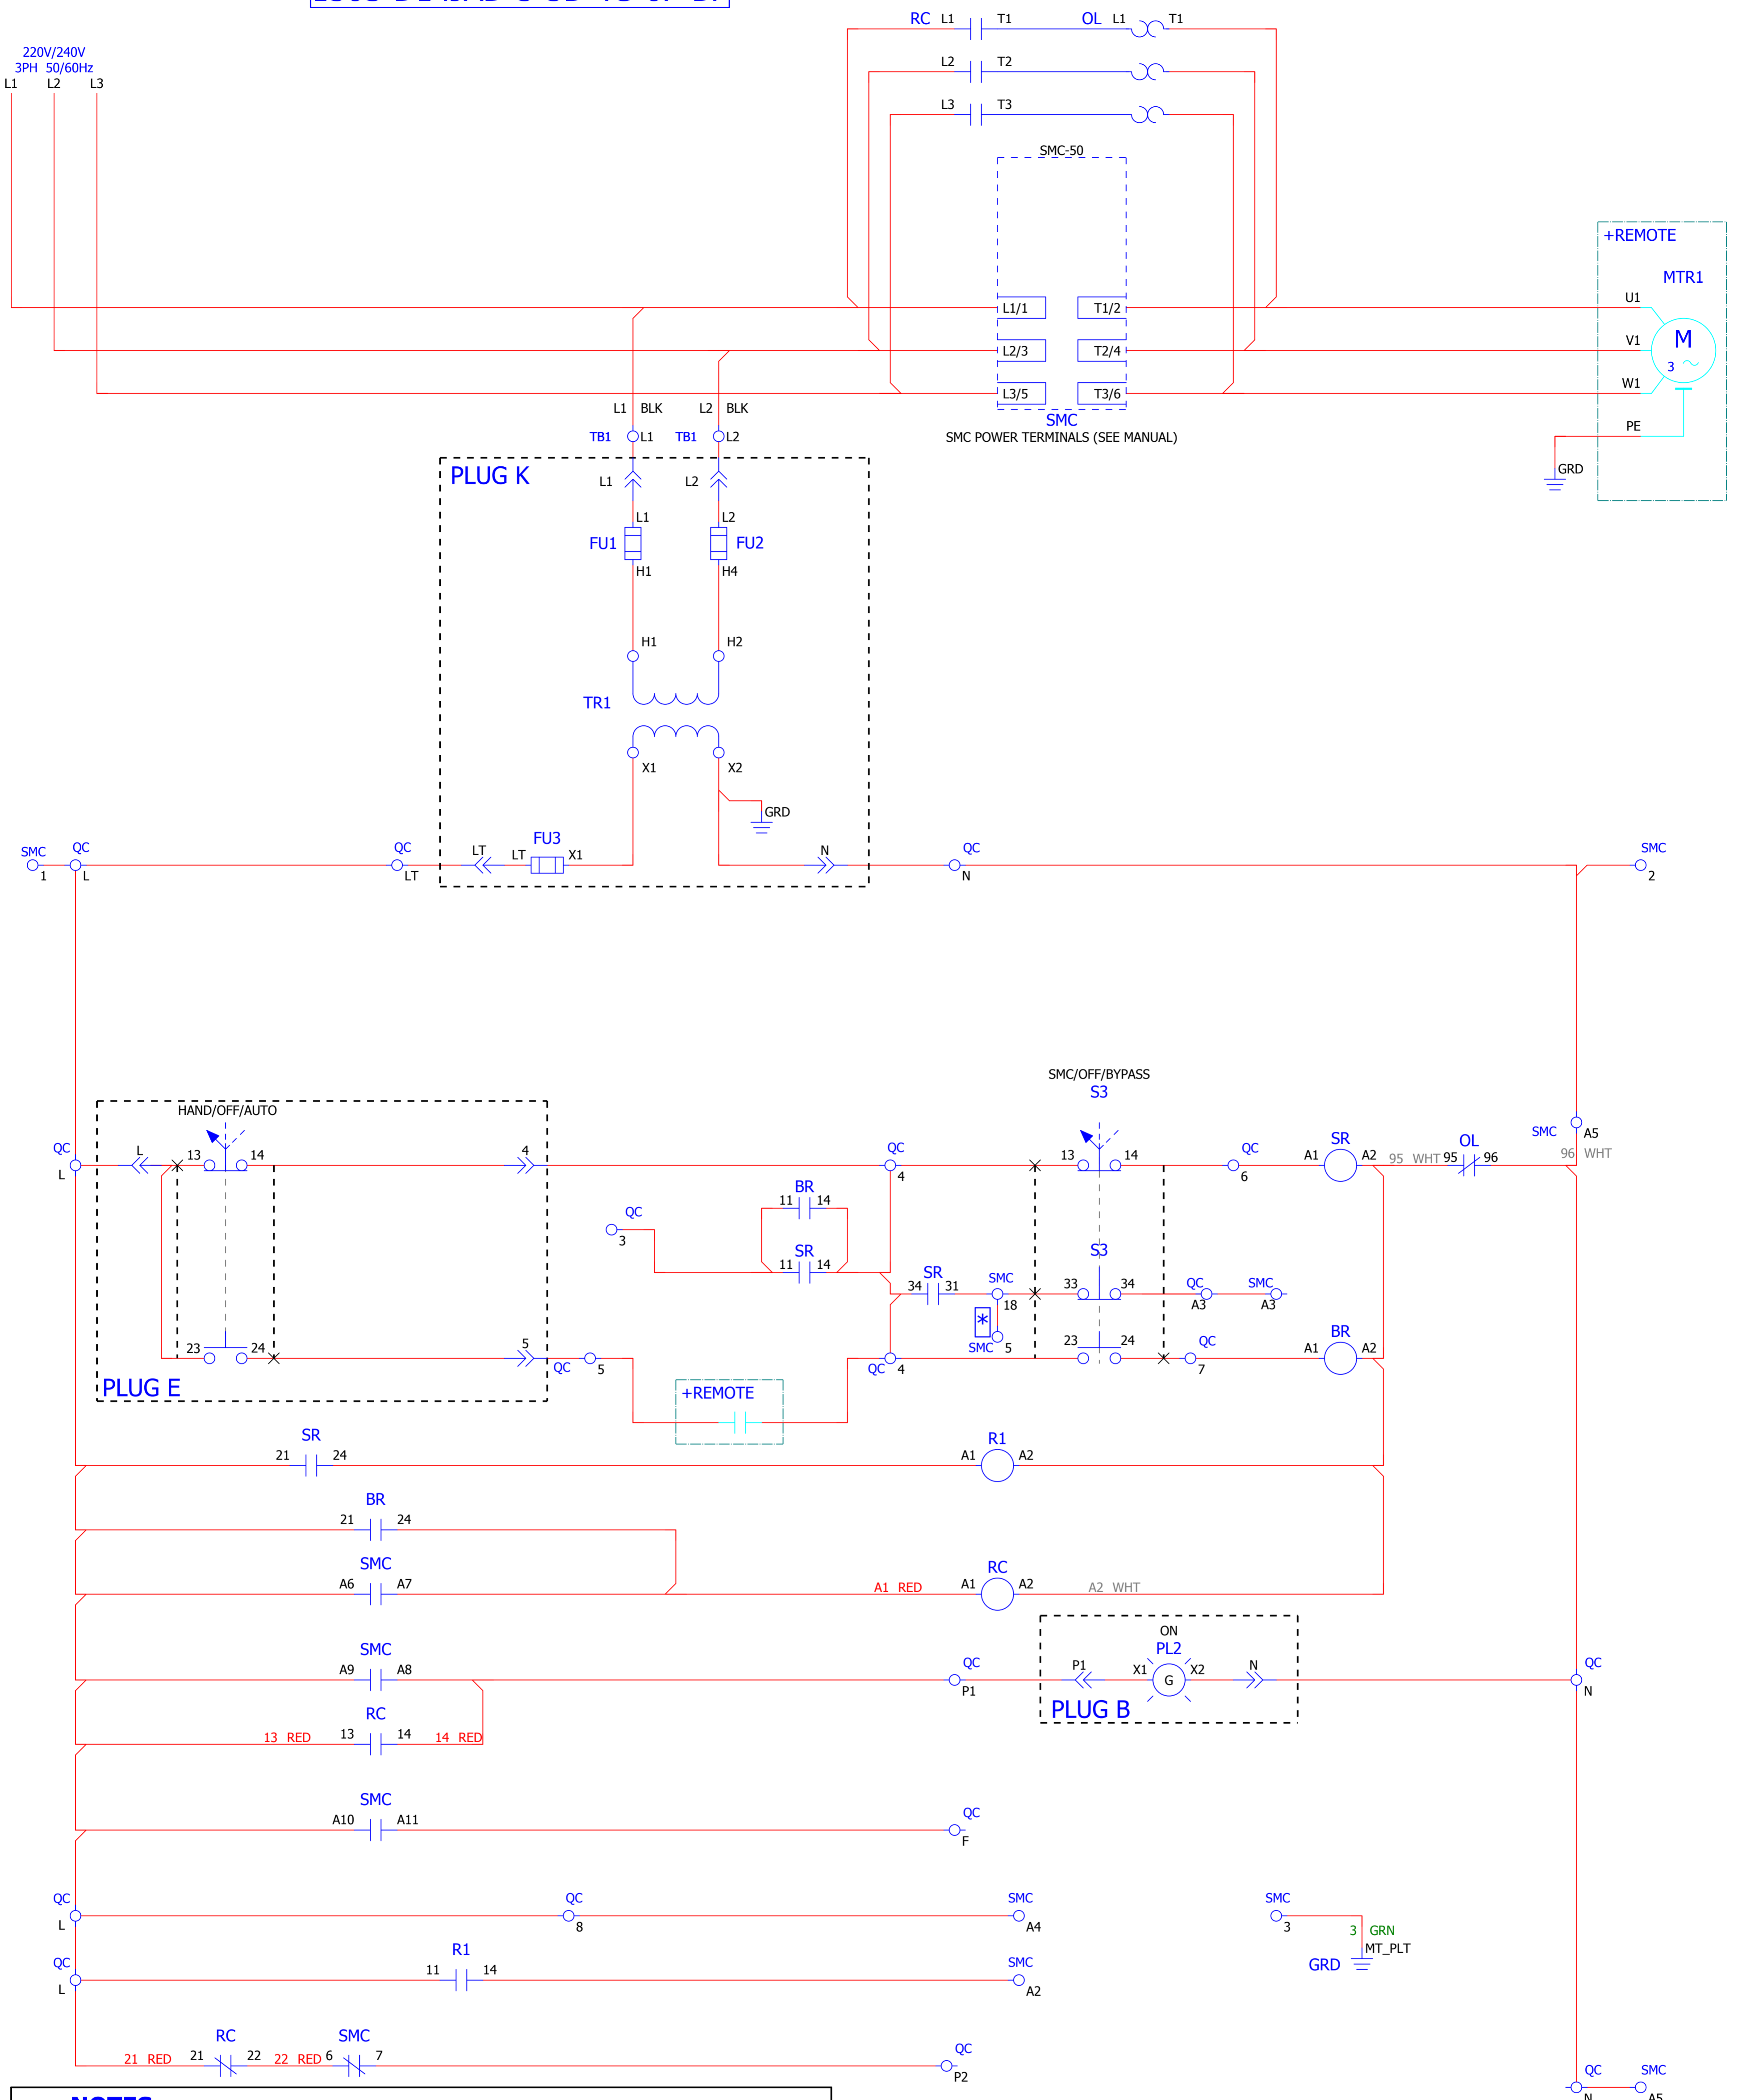 RC L1 T1 OL L1 T1
220V/240V
3PH 50/60Hz
L1 L2 L3
L2 T2
L3 T3
SMC-50
+REMOTE
MTR1
L1/1 T1/2 U1
L2/3 T2/4 V1 M
3
L3/5 T3/6 W1
L1 BLK L2 BLK
SMC
PE
TB1 L1 TB1 L2
SMC POWER TERMINALS (SEE MANUAL)
PLUG K
L1 L2
GRD
L1 L2
FU1 FU2
H1 H4
H1 H2
TR1
X1 X2
GRD
SMC QC QC LT LT FU3 X1 N QC SMC
1 L LT N 2
SMC/OFF/BYPASS
S3
HAND/OFF/AUTO
QC L 13 14 4 QC 13 14 QC SR OL SMC A5
L 4 6 A1 A2 95 WHT 95 96 96 WHT
BR
11 14
QC
3
SR
11 14
S3
SR
34 31 SMC 33 34 QC SMC
18 A3 A3
*
SMC 5
BR
23 24 5 QC 5 QC 4 23 24 QC A1 A2
7
PLUG E
+REMOTE
SR R1
21 24 A1 A2
BR
21 24
SMC RC
A6 A7 A1 RED A1 A2 A2 WHT
ON
SMC PL2
A9 A8 QC P1 X1 G X2 N QC
P1 N
PLUG B
RC
13 RED 13 14 14 RED
SMC
A10 A11 QC
F
QC QC SMC SMC
L 8 A4 3
3 GRN
MT_PLT
GRD
QC R1 SMC
L 11 14 A2
RC SMC
21 RED 21 22 22 RED 6 7 QC
P2
QC SMC